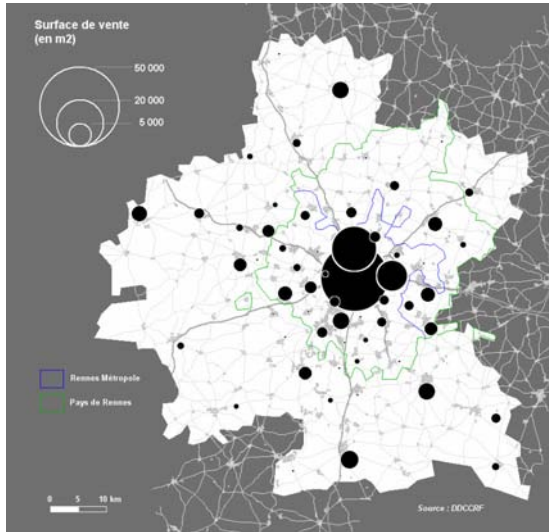 Surface de vente
(en m2)
50 000
20 000
5 000
Rennes Métropole
Pays de Rennes
0 5 10 km
Source : DDCCRF